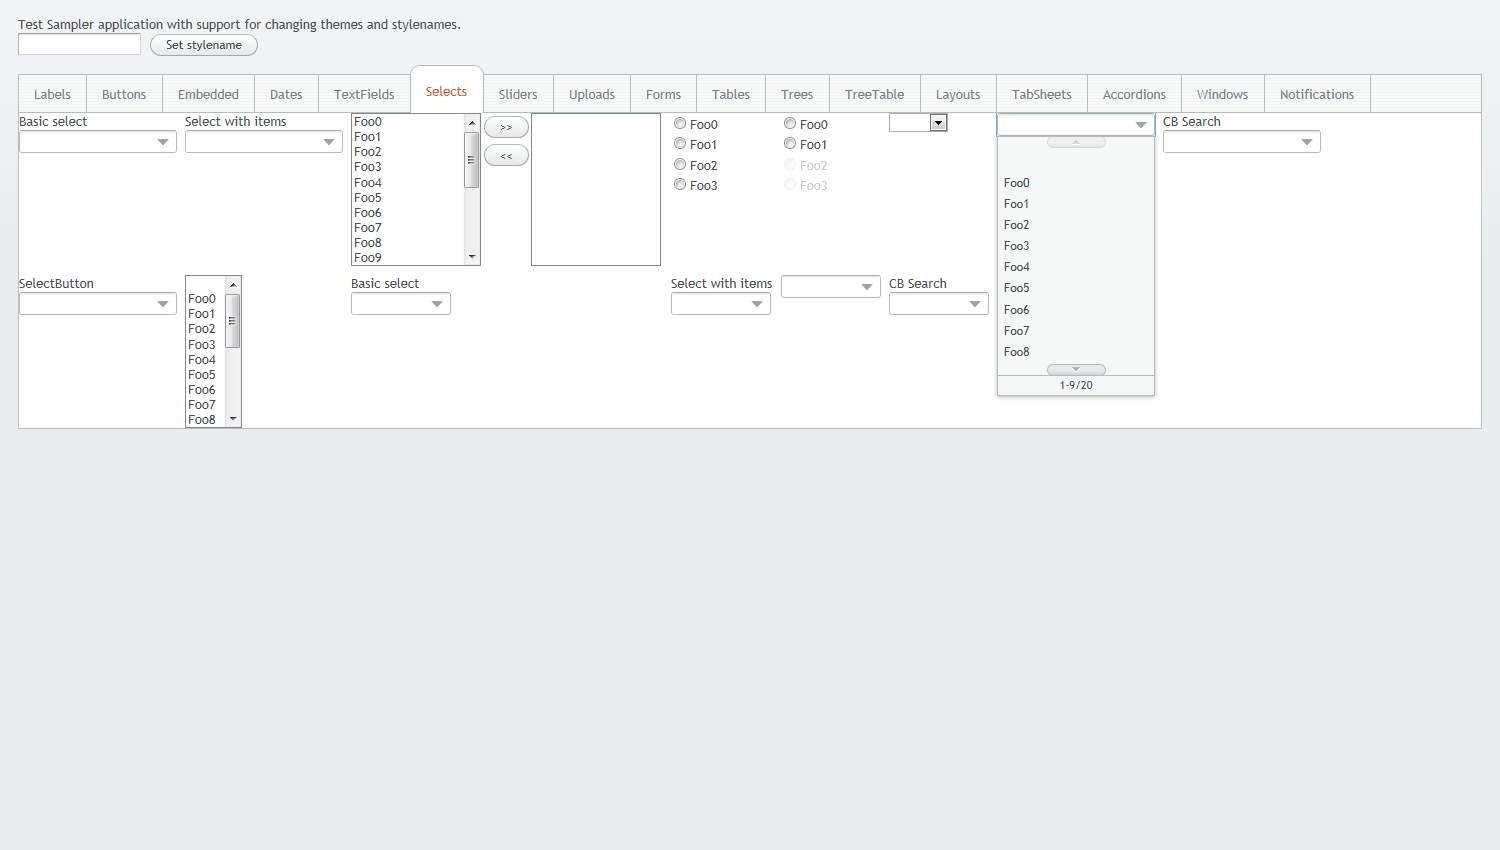 Test Sampler application with support for changing themes and stylenames.
Set stylename
Labels Buttons Embedded Dates TextFields Selects Sliders Uploads Forms Tables Trees TreeTable Layouts TabSheets Accordions Windows Notifications
Basic select
Select with items
Foo0
Foo1
Foo2
Foo3
Foo4
Foo5
Foo6
Foo7
Foo8
Foo9
>>
<<
Foo0
Foo1
Foo2
Foo3
Foo0
Foo1
Foo2
Foo3
Foo0
Foo1
Foo2
Foo3
Foo4
Foo5
Foo6
Foo7
Foo8
1-9/20
CB Search
SelectButton
Foo0
Foo1
Foo2
Foo3
Foo4
Foo5
Foo6
Foo7
Foo8
Basic select
Select with items
CB Search